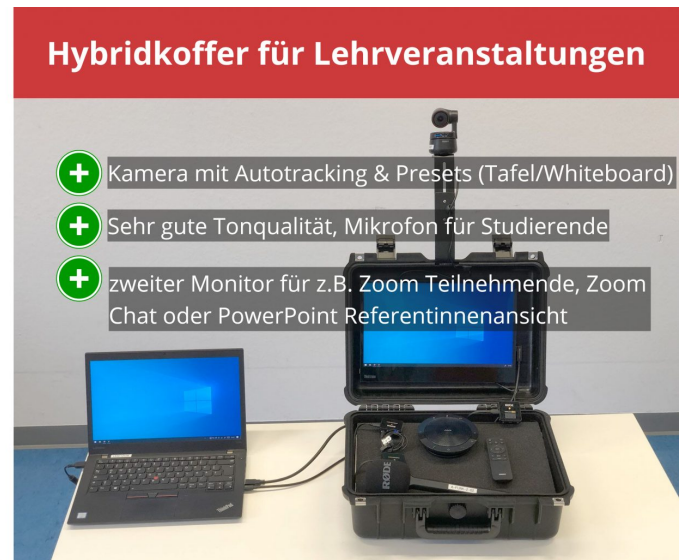 Hybridkoffer für Lehrveranstaltungen
Kamera mit Autotracking & Presets (Tafel/Whiteboard)
Sehr gute Tonqualität, Mikrofon für Studierende
zweiter Monitor für z.B. Zoom Teilnehmende, Zoom
Chat oder PowerPoint Referentinnenansicht
RØDE
ThinkPad